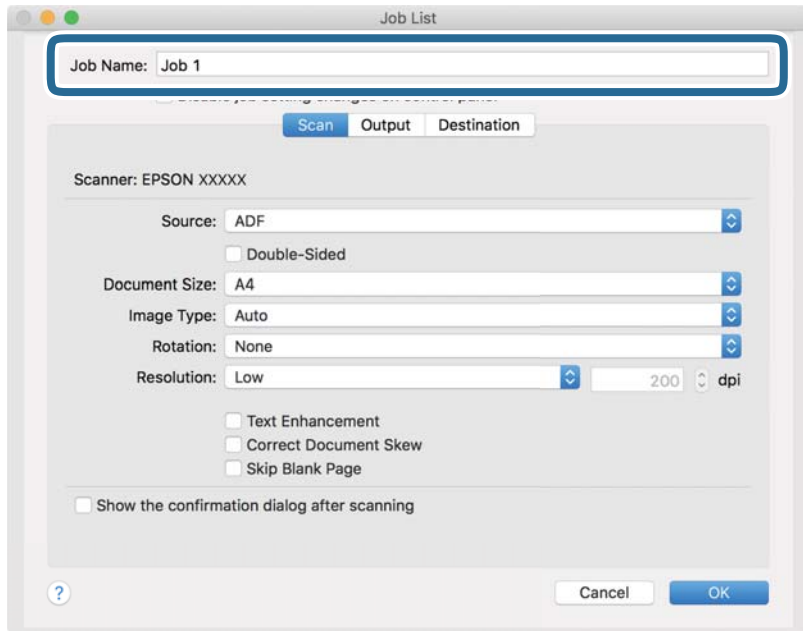 Job List
Job Name: Job 1
Scan Output Destination
Scanner: EPSON XXXXX
Source: ADF
Double-Sided
Document Size: A4
Image Type: Auto
Rotation: None
Resolution: Low 200 dpi
Text Enhancement
Correct Document Skew
Skip Blank Page
Show the confirmation dialog after scanning
? Cancel OK